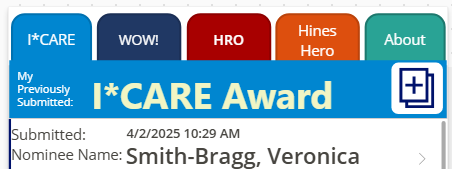 I*CARE
WOW!
HRO
Hines
Hero
About
My
Previously
Submitted:
I*CARE Award
Submitted: 4/2/2025 10:29 AM
Nominee Name: Smith-Bragg, Veronica